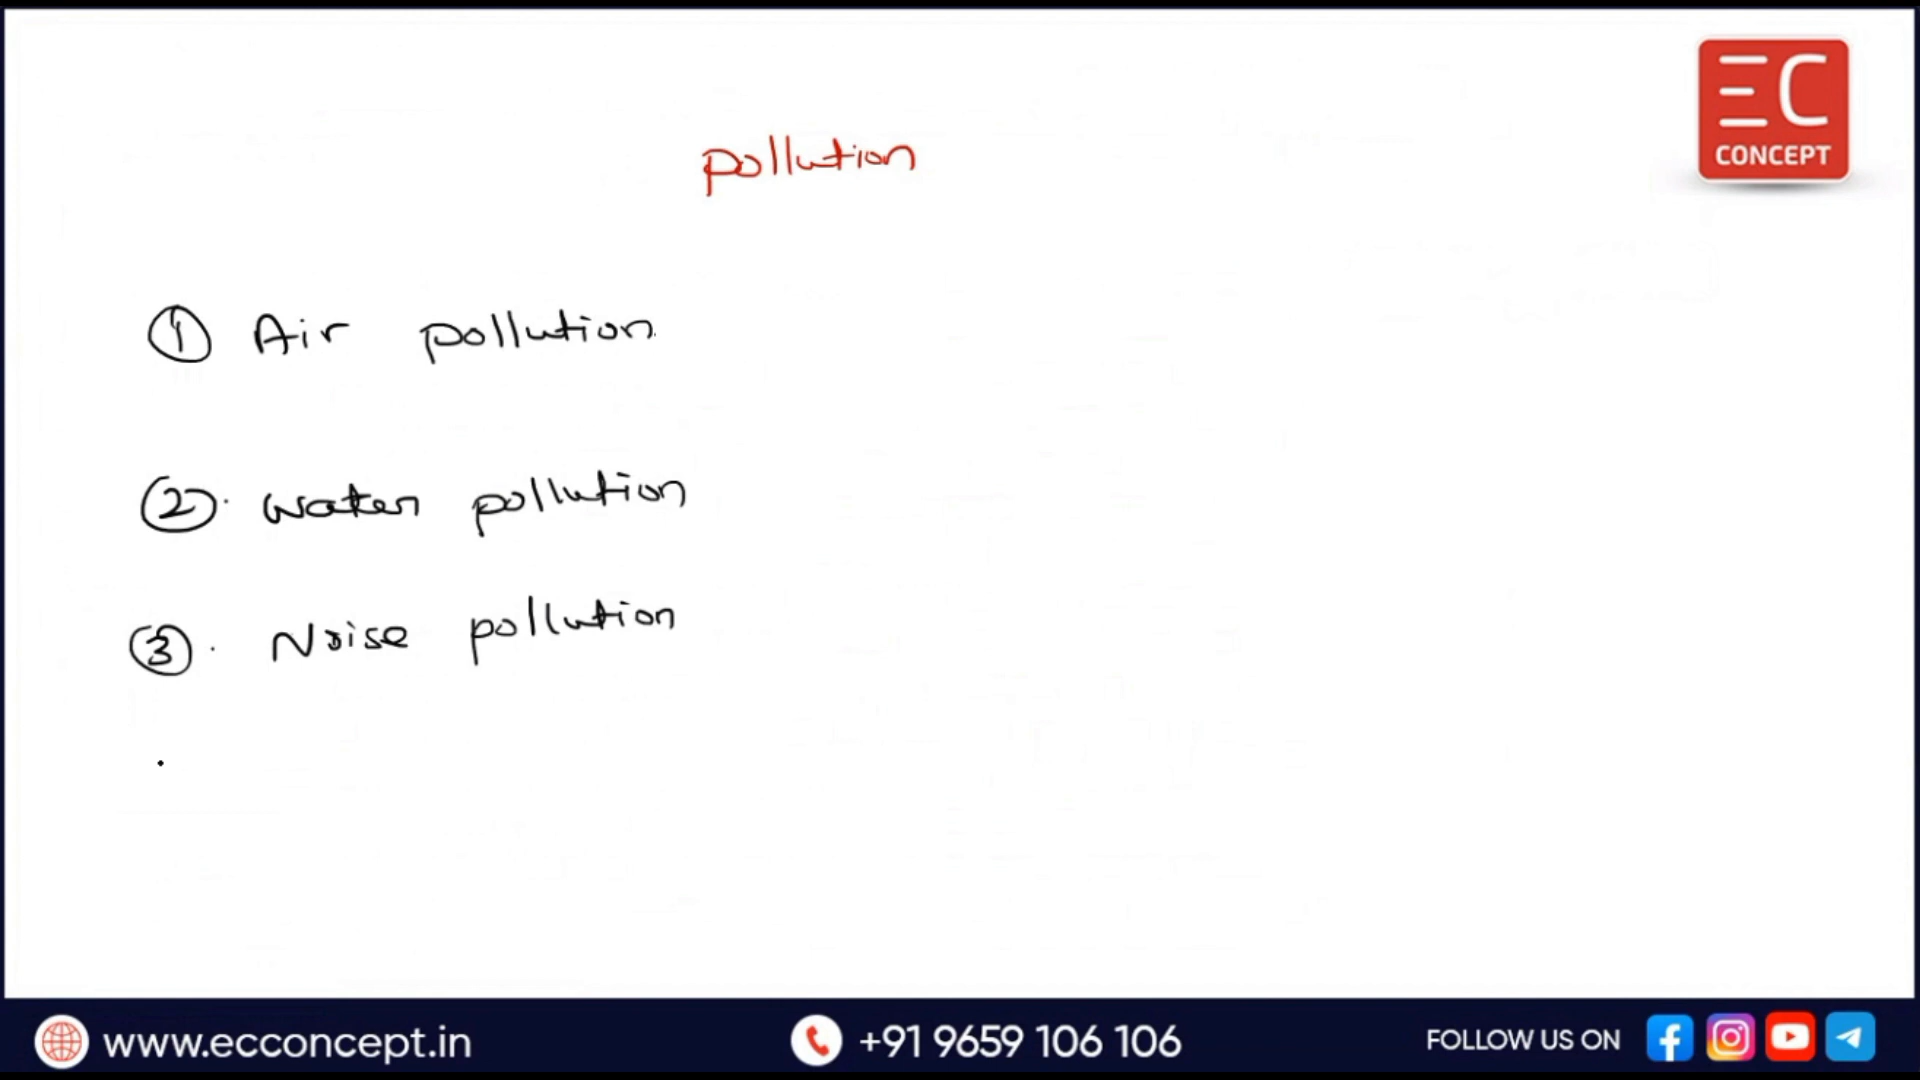 EC
CONCEPT
pollution
① Air pollution
②. Water pollution
③. Noise pollution
www.ecconcept.in
+91 9659 106 106
FOLLOW US ON